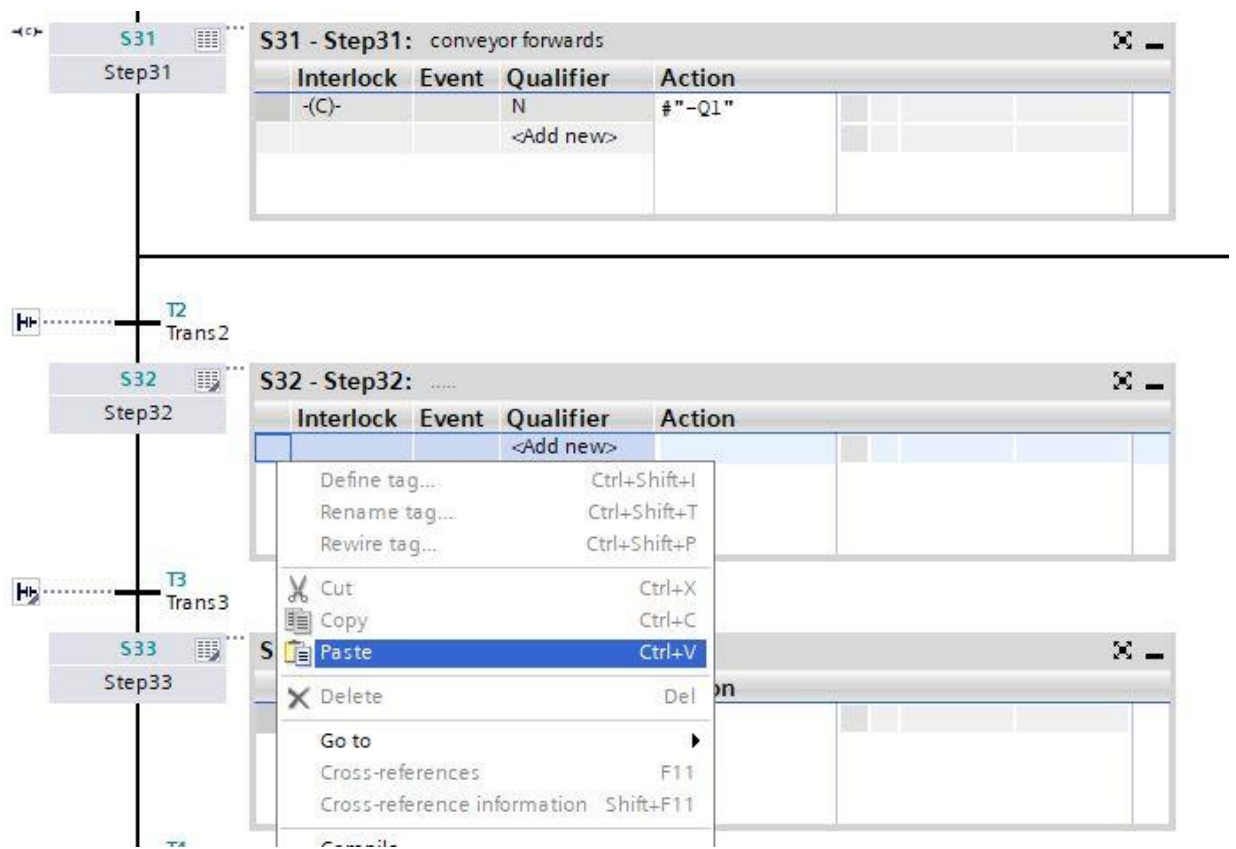 -(C)-
S31
Step31
S31 - Step31: conveyor forwards
Interlock Event Qualifier Action
-(C)- N #"-Q1"
<Add new>
T2
Trans2
S32
Step32
S32 - Step32: .....
Interlock Event Qualifier Action
<Add new>
Define tag... Ctrl+Shift+I
Rename tag... Ctrl+Shift+T
Rewire tag... Ctrl+Shift+P
T3
Trans3
Cut Ctrl+X
Copy Ctrl+C
S33
Step33
S
Paste Ctrl+V
on
Delete Del
Go to
Cross-references F11
Cross-reference information Shift+F11
T4
Compile